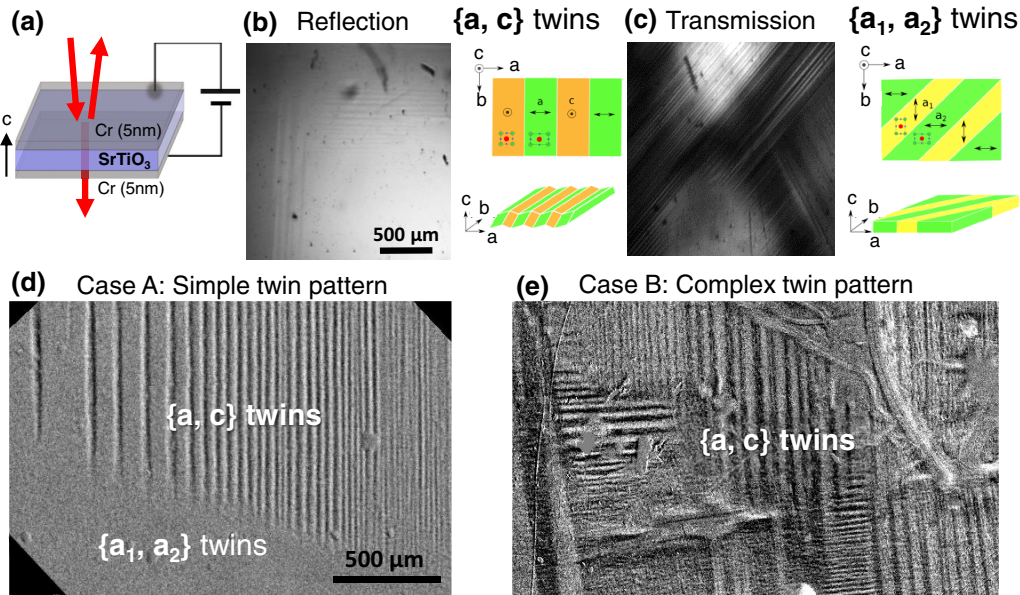 (a)
c
Cr (5nm)
SrTiO3
Cr (5nm)
(b) Reflection
500 µm
{a, c} twins
c
a
b
a
c
c
b
a
(c) Transmission
{a1, a2} twins
c
a
b
a1
a2
c
b
a
(d) Case A: Simple twin pattern
{a, c} twins
{a1, a2} twins
500 µm
(e) Case B: Complex twin pattern
{a, c} twins